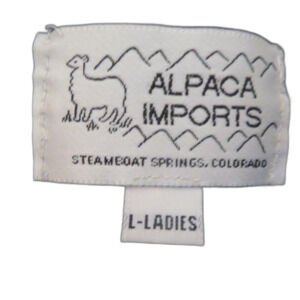 ALPACA
IMPORTS
STEAMBOAT SPRINGS, COLORADO
L-LADIES